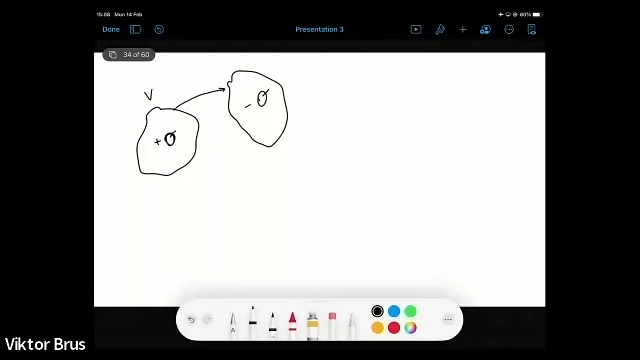 15:08 Mon 14 Feb
80%
Done
Presentation 3
34 of 60
V
Viktor Brus